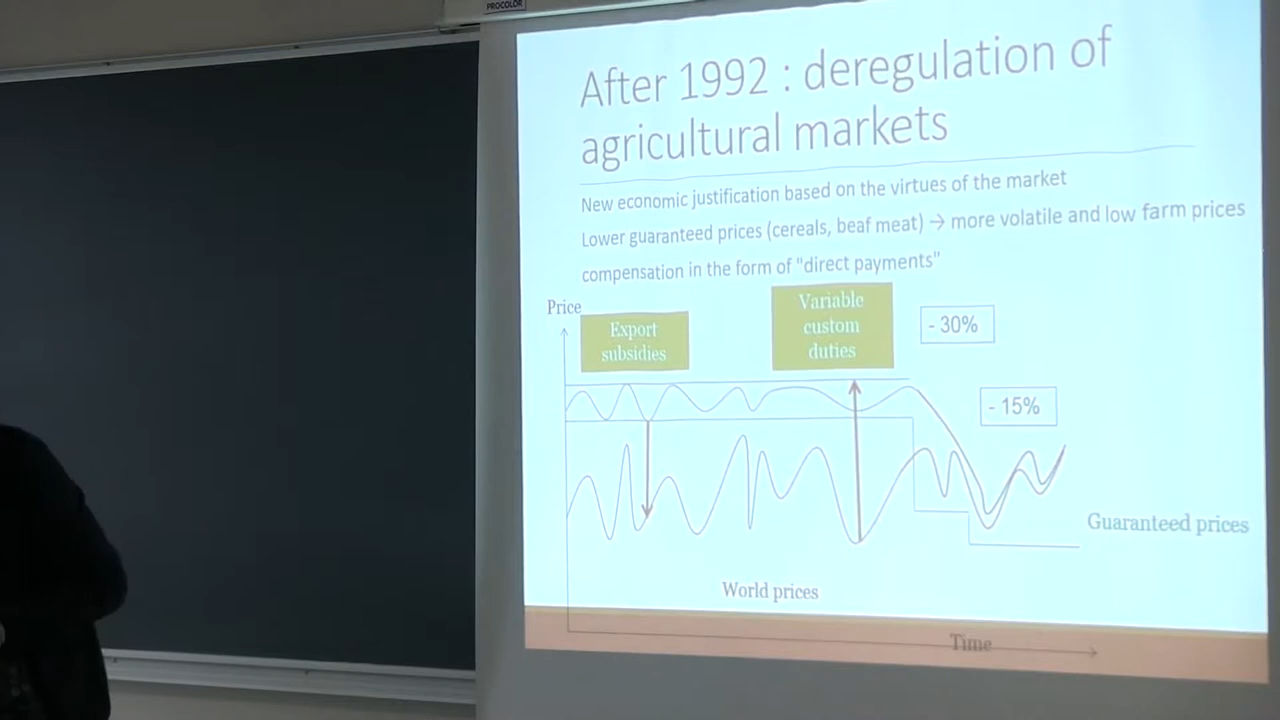 PROCOLOR
After 1992 : deregulation of
agricultural markets
New economic justification based on the virtues of the market
Lower guaranteed prices (cereals, beaf meat) → more volatile and low farm prices
compensation in the form of "direct payments"
Price
Export
subsidies
Variable
custom
duties
- 30%
- 15%
Guaranteed prices
World prices
Time